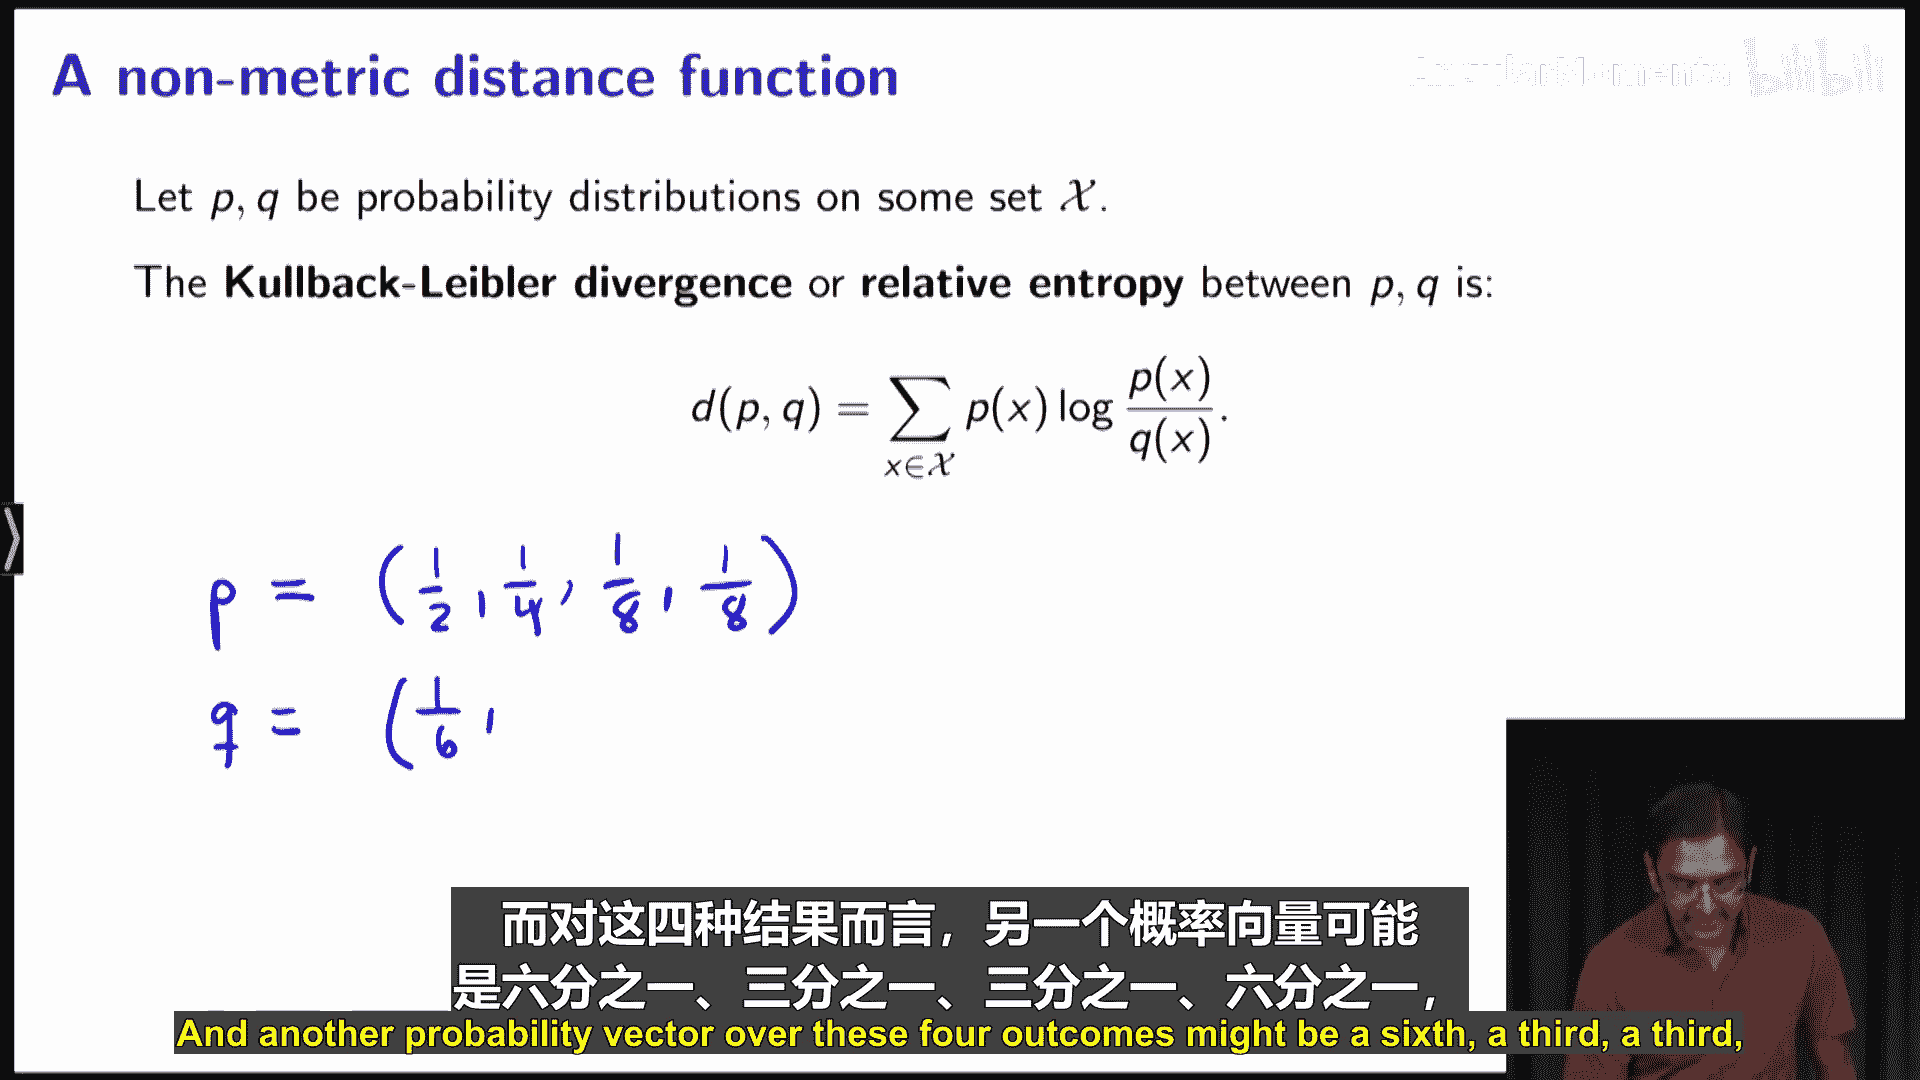 A non-metric distance function
bilibili
Let p, q be probability distributions on some set 𝒳.
The Kullback-Leibler divergence or relative entropy between p, q is:
d(p, q) = ∑_{x∈𝒳} p(x) log p(x)/q(x).
p = (1/2, 1/4, 1/8, 1/8)
q = (1/6,
而对这四种结果而言，另一个概率向量可能
是六分之一、三分之一、三分之一、六分之一，
And another probability vector over these four outcomes might be a sixth, a third, a third,